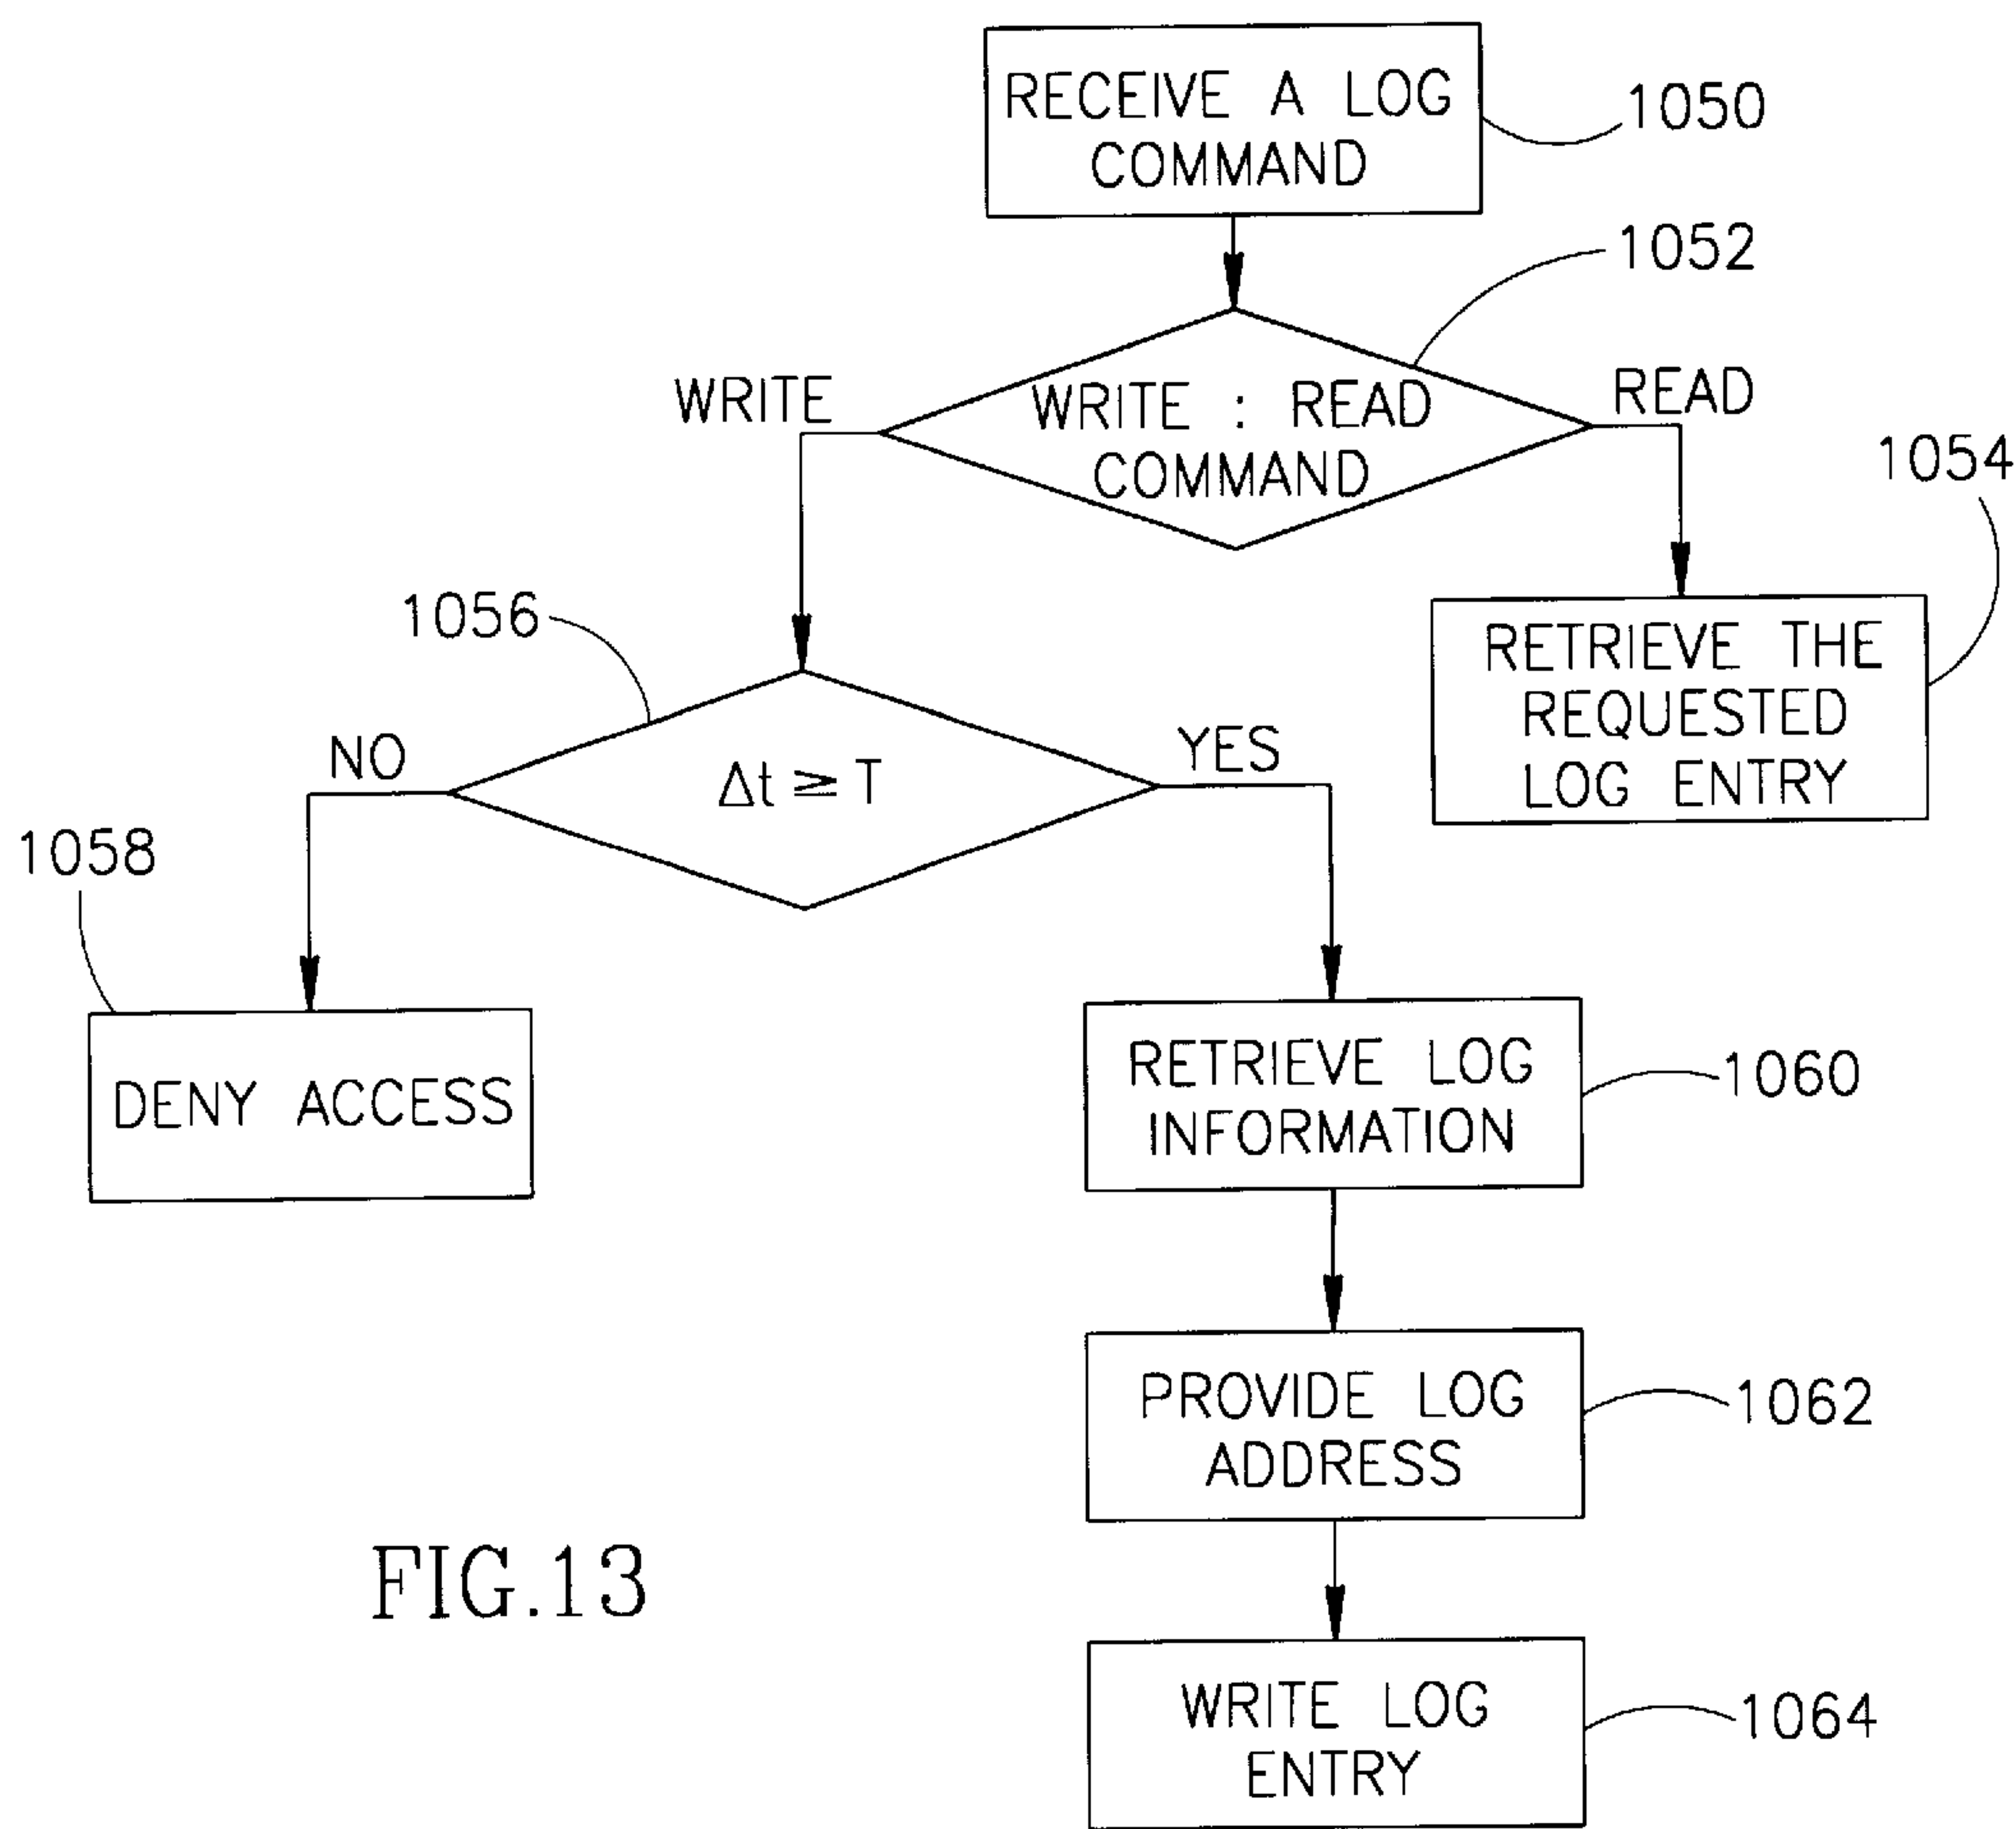 RECEIVE A LOG
COMMAND
1050
1052
WRITE
WRITE : READ
COMMAND
READ
1054
1056
RETRIEVE THE
REQUESTED
LOG ENTRY
NO
Δt ≥ T
YES
1058
DENY ACCESS
RETRIEVE LOG
INFORMATION
1060
PROVIDE LOG
ADDRESS
1062
FIG.13
WRITE LOG
ENTRY
1064